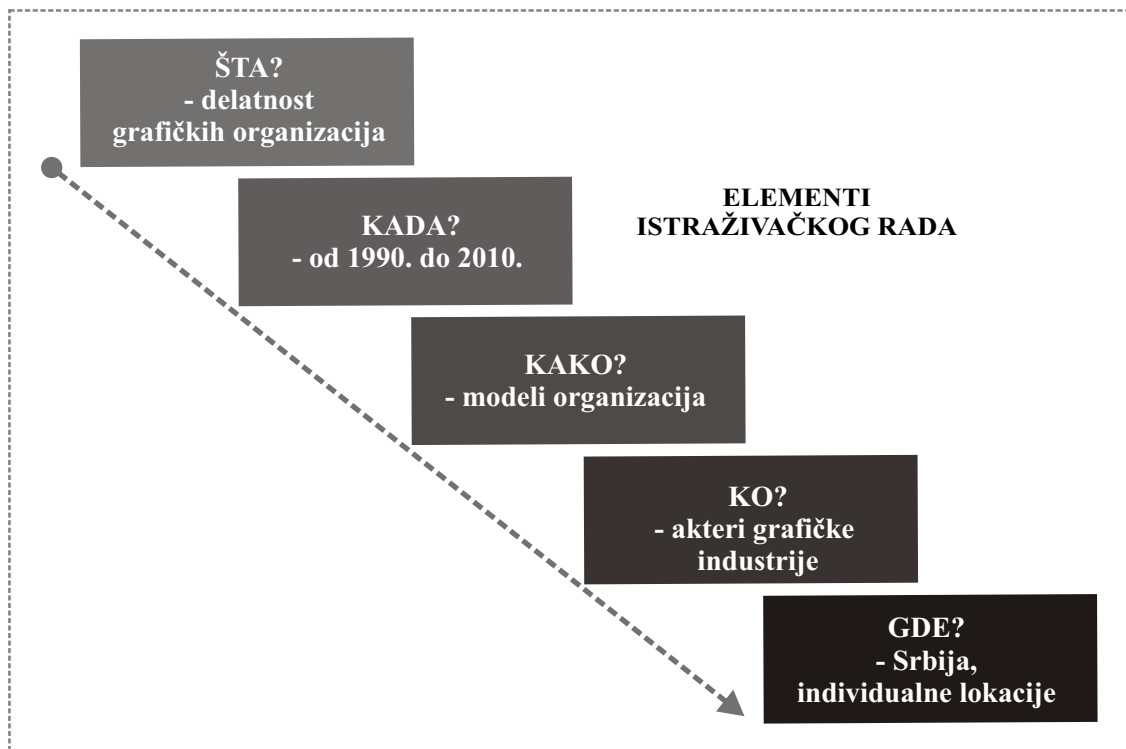 ŠTA?
- delatnost
grafičkih organizacija
KADA?
- od 1990. do 2010.
ELEMENTI
ISTRAŽIVAČKOG RADA
KAKO?
- modeli organizacija
KO?
- akteri grafičke
industrije
GDE?
- Srbija,
individualne lokacije